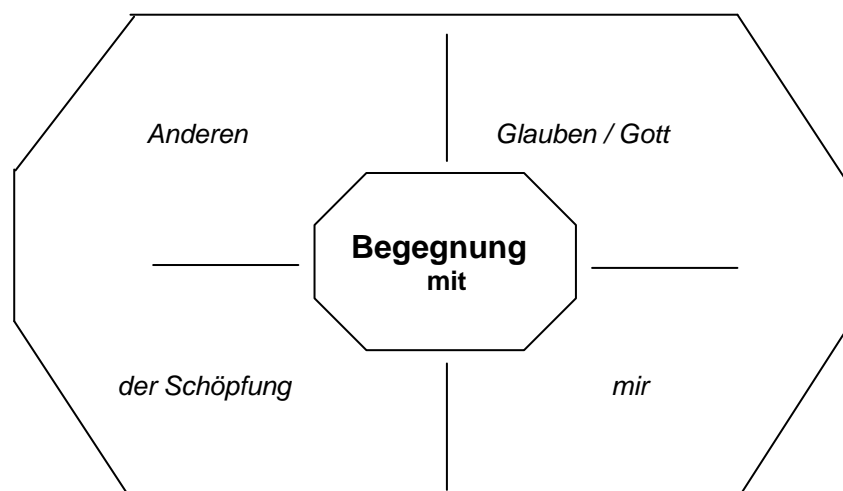 Anderen
Glauben / Gott
Begegnung
mit
der Schöpfung
mir